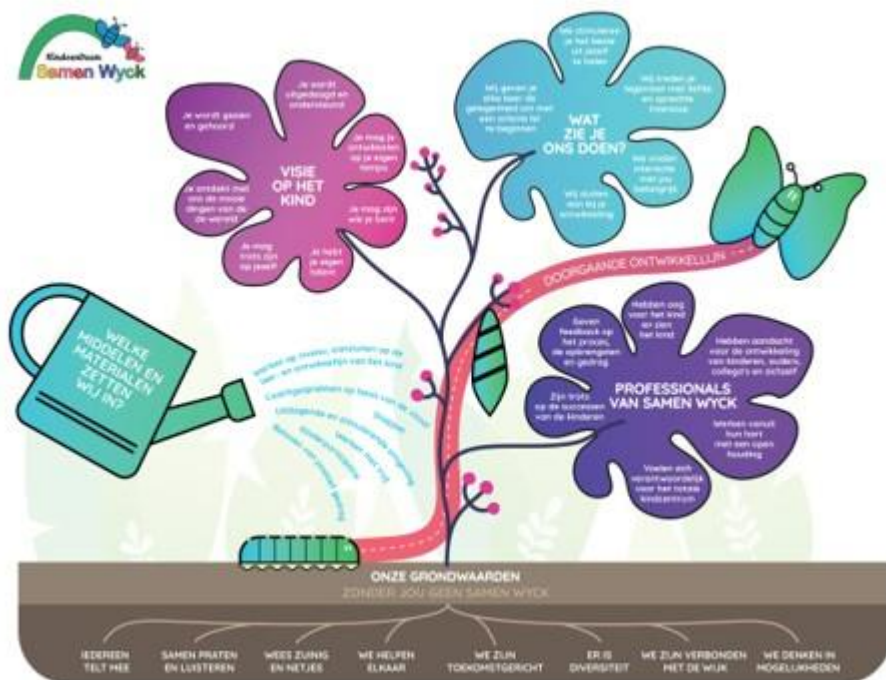 Kindcentrum
Samen Wyck
VISIE
OP HET
KIND
Je wordt gezien
en gehoord
Je wordt
uitgedaagd en
ondersteund
Je mag je
ontwikkelen
op je eigen
tempo
Je mag zijn
wie je bent
Je hebt
je eigen
talent
Je mag
trots zijn
op jezelf
Je ontdekt met
ons de mooie
dingen van de
de wereld
WAT
ZIE JE
ONS DOEN?
We stimuleren
je het beste
uit jezelf
te halen
Wij treden je
tegemoet met liefde
en oprechte
interesse
We vinden
interactie
met jou
belangrijk
Wij sluiten
aan bij je
ontwikkeling
Wij geven je
elke keer de
gelegenheid om met
een schone lei
te beginnen
DOORGAANDE ONTWIKKELLIJN
WELKE
MIDDELEN EN
MATERIALEN
ZETTEN
WIJ IN?
PROFESSIONALS
VAN SAMEN WYCK
Geven
feedback op
het proces,
de opbrengsten
en gedrag
Hebben oog
voor het kind
en zien
het kind
Hebben aandacht
voor de ontwikkeling
van kinderen, ouders,
collega's en zichzelf
Werken vanuit
hun hart
met een open
houding
Voelen zich
verantwoordelijk
voor het totale
kindcentrum
Zijn trots
op de successen
van de kinderen
ONZE GRONDWAARDEN
ZONDER JOU GEEN SAMEN WYCK
IEDEREEN
TELT MEE
SAMEN PRATEN
EN LUISTEREN
WEES ZUINIG
EN NETJES
WE HELPEN
ELKAAR
WE ZIJN
TOEKOMSTGERICHT
ER IS
DIVERSITEIT
WE ZIJN VERBONDEN
MET DE WIJK
WE DENKEN IN
MOGELIJKHEDEN